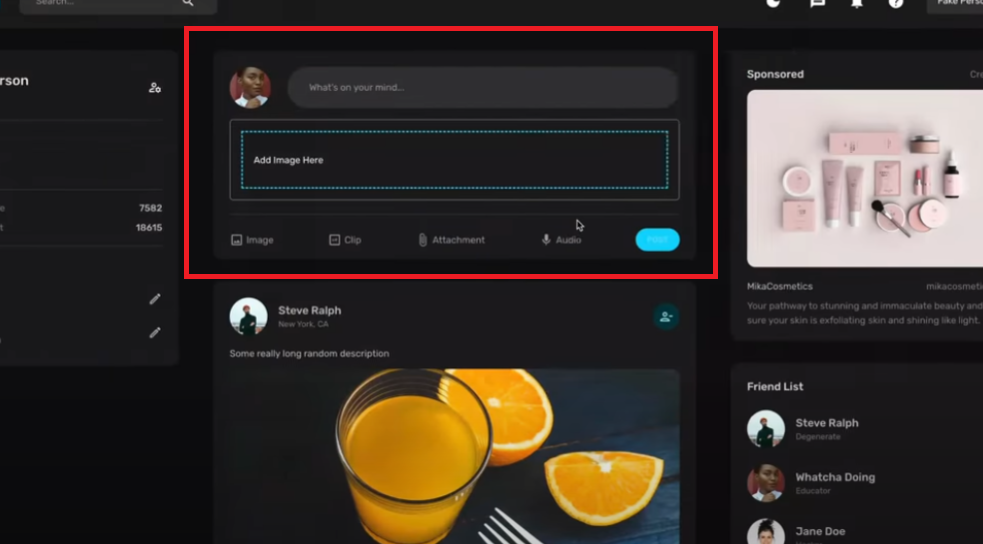 Search...
Fake Perso
rson
7582
18615
What's on your mind...
Add Image Here
Image
Clip
Attachment
Audio
POST
Steve Ralph
New York, CA
Some really long random description
Sponsored
Cre
MikaCosmetics
mikacosmetic
Your pathway to stunning and immaculate beauty and
sure your skin is exfoliating skin and shining like light.
Friend List
Steve Ralph
Degenerate
Whatcha Doing
Educator
Jane Doe